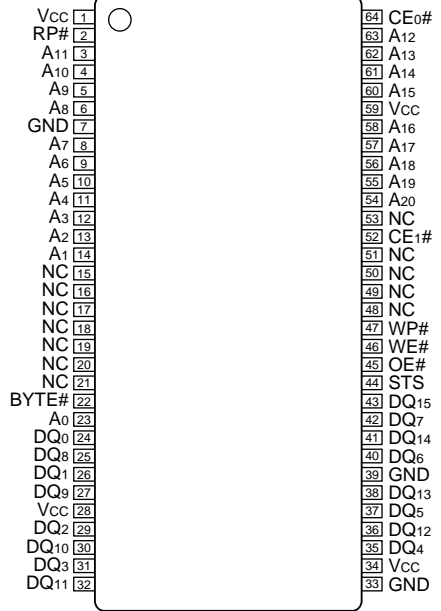 VCC 1
RP# 2
A11 3
A10 4
A9 5
A8 6
GND 7
A7 8
A6 9
A5 10
A4 11
A3 12
A2 13
A1 14
NC 15
NC 16
NC 17
NC 18
NC 19
NC 20
NC 21
BYTE# 22
A0 23
DQ0 24
DQ8 25
DQ1 26
DQ9 27
VCC 28
DQ2 29
DQ10 30
DQ3 31
DQ11 32
64 CE0#
63 A12
62 A13
61 A14
60 A15
59 VCC
58 A16
57 A17
56 A18
55 A19
54 A20
53 NC
52 CE1#
51 NC
50 NC
49 NC
48 NC
47 WP#
46 WE#
45 OE#
44 STS
43 DQ15
42 DQ7
41 DQ14
40 DQ6
39 GND
38 DQ13
37 DQ5
36 DQ12
35 DQ4
34 VCC
33 GND